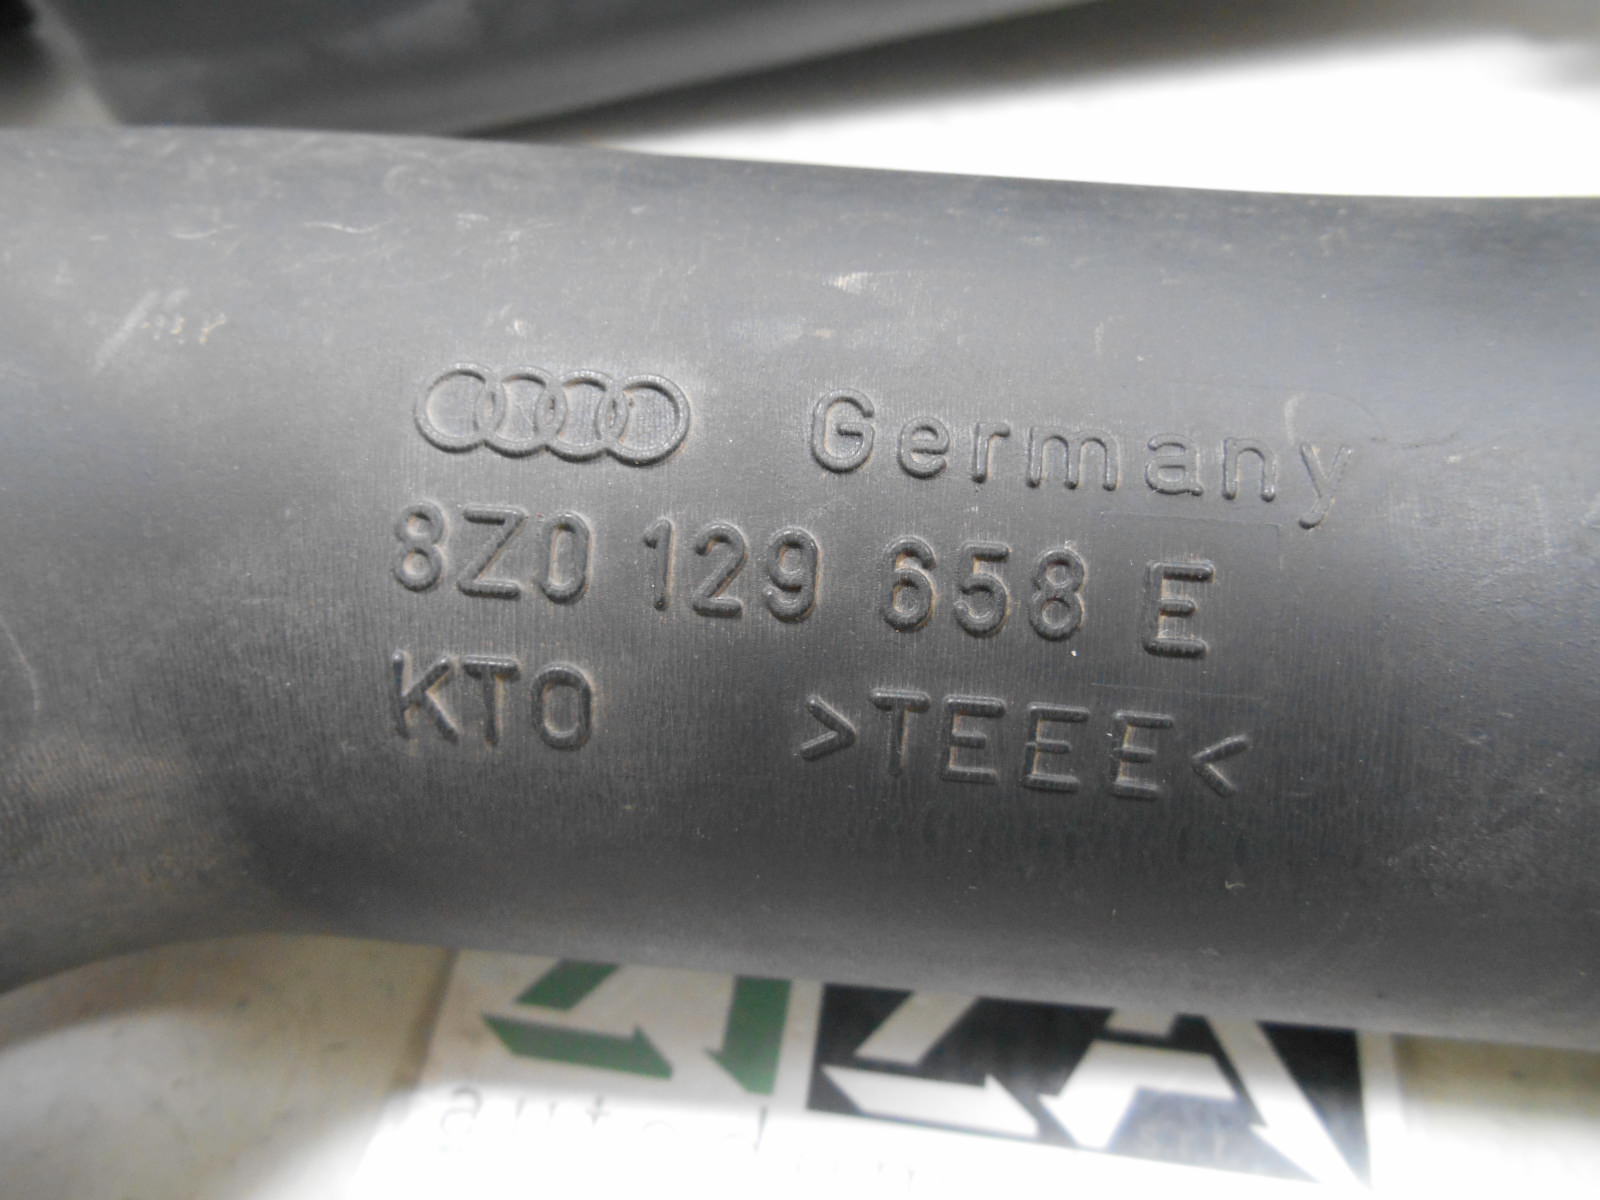 Germany
8Z0 129 658 E
KTO >TEEE<